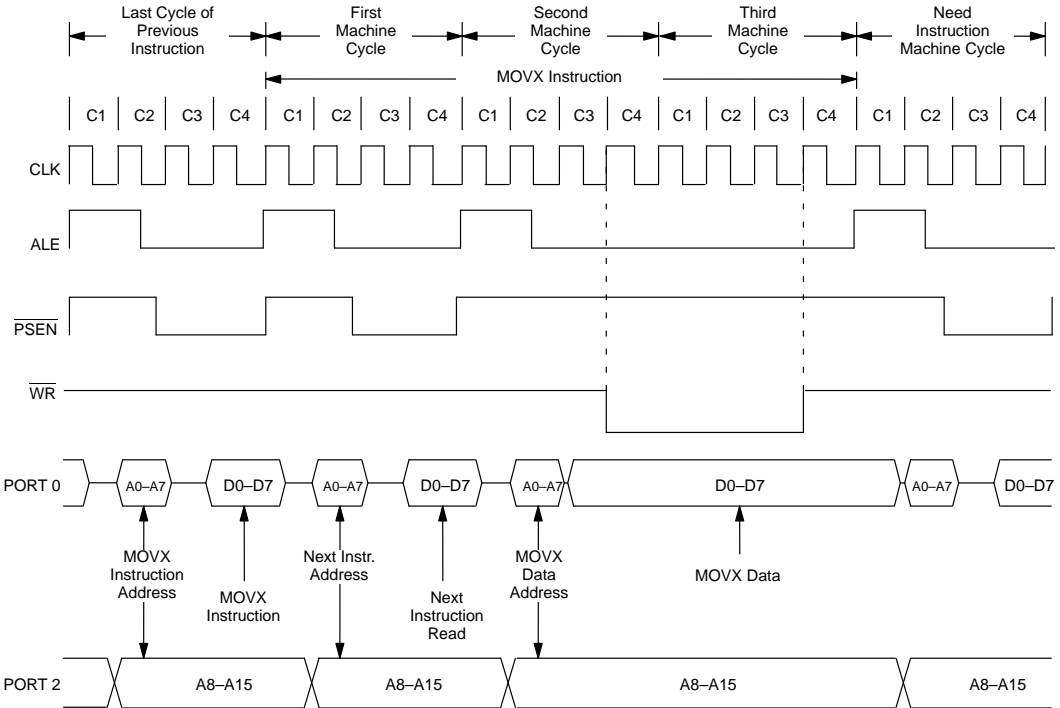 Last Cycle of
Previous
Instruction
First
Machine
Cycle
Second
Machine
Cycle
Third
Machine
Cycle
Need
Instruction
Machine Cycle
MOVX Instruction
C1 C2 C3 C4 C1 C2 C3 C4 C1 C2 C3 C4 C1 C2 C3 C4 C1 C2 C3 C4
CLK
ALE
PSEN
WR
PORT 0 A0–A7 D0–D7 A0–A7 D0–D7 A0–A7 D0–D7 A0–A7 D0–D7
MOVX
Instruction
Address
MOVX
Instruction
Next Instr.
Address
Next
Instruction
Read
MOVX
Data
Address
MOVX Data
PORT 2 A8–A15 A8–A15 A8–A15 A8–A15